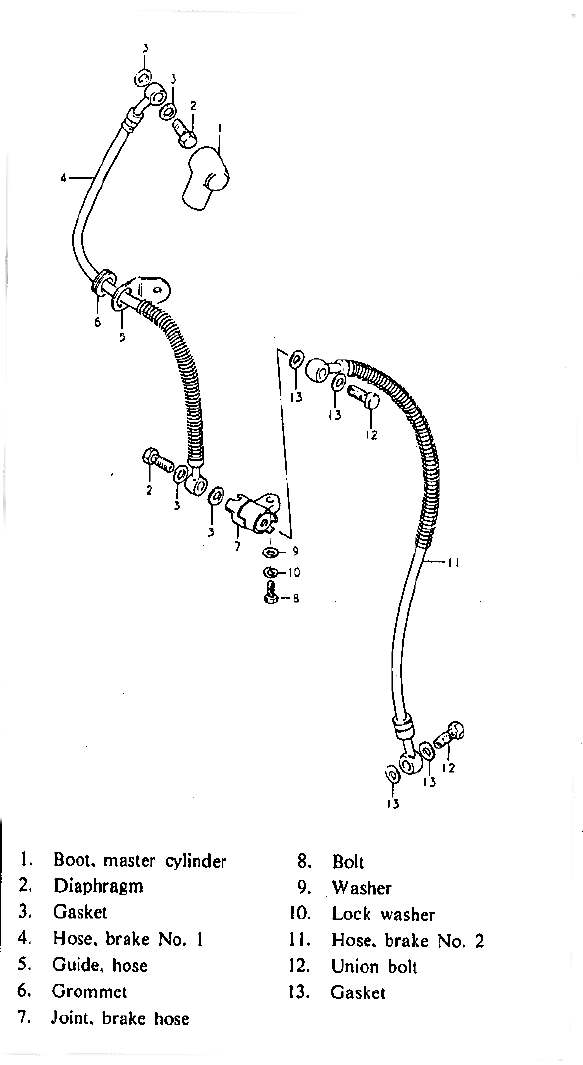 3
3
2
1
4
6
5
13
13
12
2
3
3
7
9
10
8
11
12
13
13
1. Boot, master cylinder
2. Diaphragm
3. Gasket
4. Hose, brake No. 1
5. Guide, hose
6. Grommet
7. Joint, brake hose
8. Bolt
9. Washer
10. Lock washer
11. Hose, brake No. 2
12. Union bolt
13. Gasket